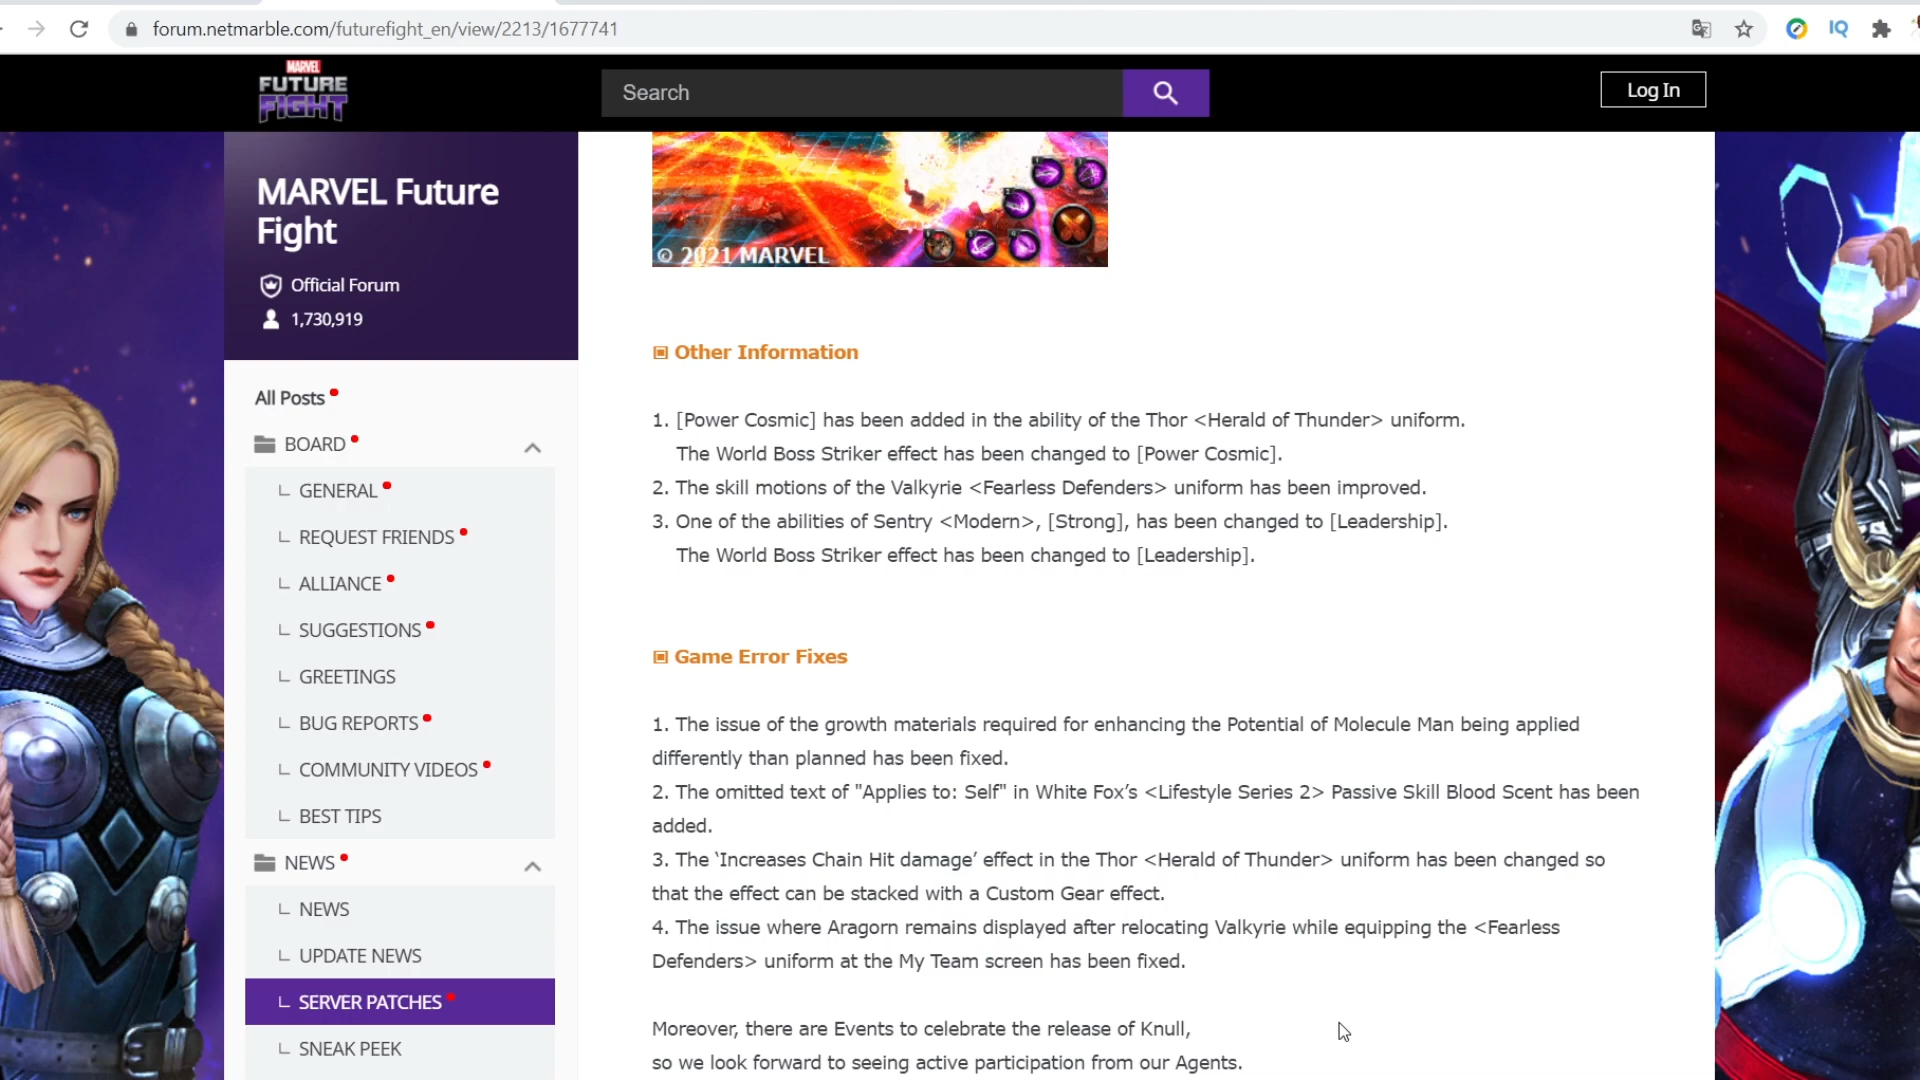 forum.netmarble.com/futurefight_en/view/2213/1677741
IQ
MARVEL
FUTURE
FIGHT
Search
Log In
MARVEL Future
Fight
Official Forum
1,730,919
All Posts
BOARD
GENERAL
REQUEST FRIENDS
ALLIANCE
SUGGESTIONS
GREETINGS
BUG REPORTS
COMMUNITY VIDEOS
BEST TIPS
NEWS
NEWS
UPDATE NEWS
SERVER PATCHES
SNEAK PEEK
© 2021 MARVEL
Other Information
1. [Power Cosmic] has been added in the ability of the Thor <Herald of Thunder> uniform.
The World Boss Striker effect has been changed to [Power Cosmic].
2. The skill motions of the Valkyrie <Fearless Defenders> uniform has been improved.
3. One of the abilities of Sentry <Modern>, [Strong], has been changed to [Leadership].
The World Boss Striker effect has been changed to [Leadership].
Game Error Fixes
1. The issue of the growth materials required for enhancing the Potential of Molecule Man being applied
differently than planned has been fixed.
2. The omitted text of "Applies to: Self" in White Fox’s <Lifestyle Series 2> Passive Skill Blood Scent has been
added.
3. The ‘Increases Chain Hit damage’ effect in the Thor <Herald of Thunder> uniform has been changed so
that the effect can be stacked with a Custom Gear effect.
4. The issue where Aragorn remains displayed after relocating Valkyrie while equipping the <Fearless
Defenders> uniform at the My Team screen has been fixed.
Moreover, there are Events to celebrate the release of Knull,
so we look forward to seeing active participation from our Agents.